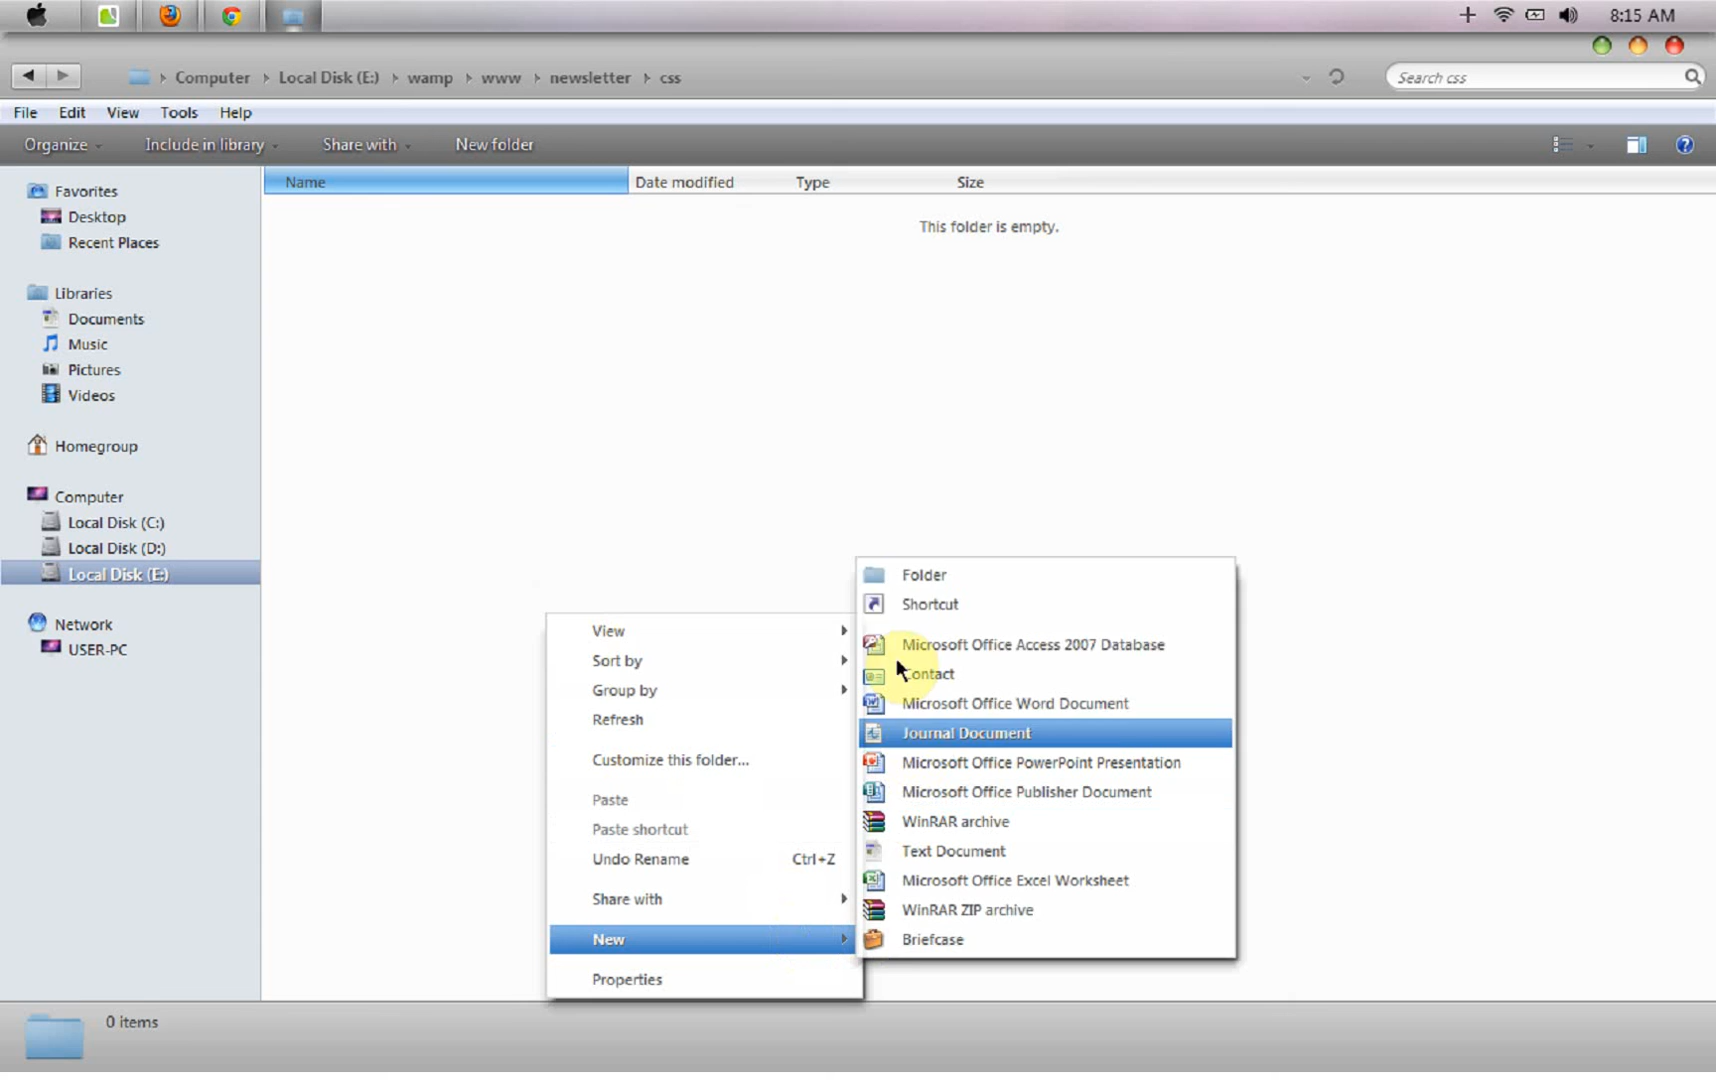 8:15 AM
Computer Local Disk (E:) wamp www newsletter css
Search css
File Edit View Tools Help
Organize Include in library Share with New folder
Name Date modified Type Size
This folder is empty.
Favorites
Desktop
Recent Places
Libraries
Documents
Music
Pictures
Videos
Homegroup
Computer
Local Disk (C:)
Local Disk (D:)
Local Disk (E:)
Network
USER-PC
View
Sort by
Group by
Refresh
Customize this folder...
Paste
Paste shortcut
Undo Rename Ctrl+Z
Share with
New
Properties
Folder
Shortcut
Microsoft Office Access 2007 Database
Contact
Microsoft Office Word Document
Journal Document
Microsoft Office PowerPoint Presentation
Microsoft Office Publisher Document
WinRAR archive
Text Document
Microsoft Office Excel Worksheet
WinRAR ZIP archive
Briefcase
0 items